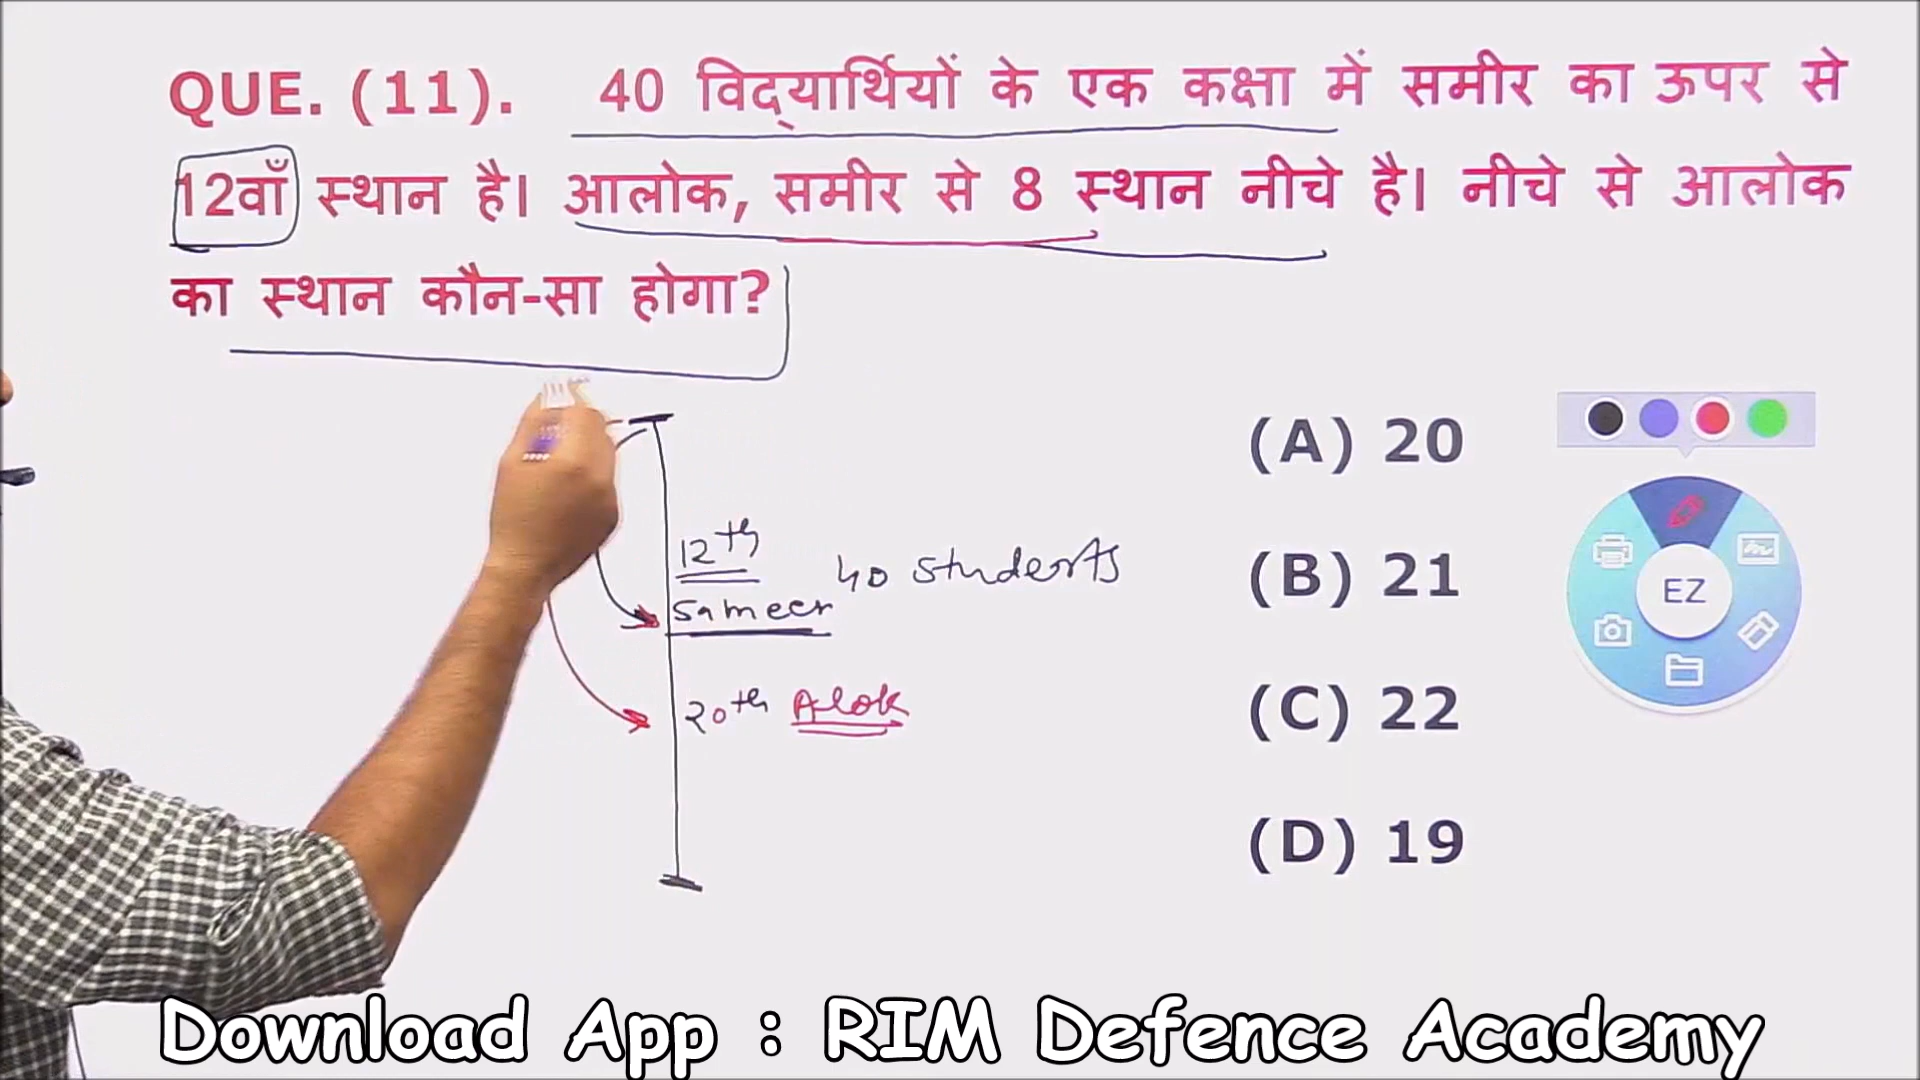 QUE. (11). 40 विद्यार्थियों के एक कक्षा में समीर का ऊपर से
12वाँ स्थान है। आलोक, समीर से 8 स्थान नीचे है। नीचे से आलोक
का स्थान कौन-सा होगा?
(A) 20
12th
40 students
(B) 21
EZ
Sameer
20th Alok
(C) 22
(D) 19
Download App : RIM Defence Academy